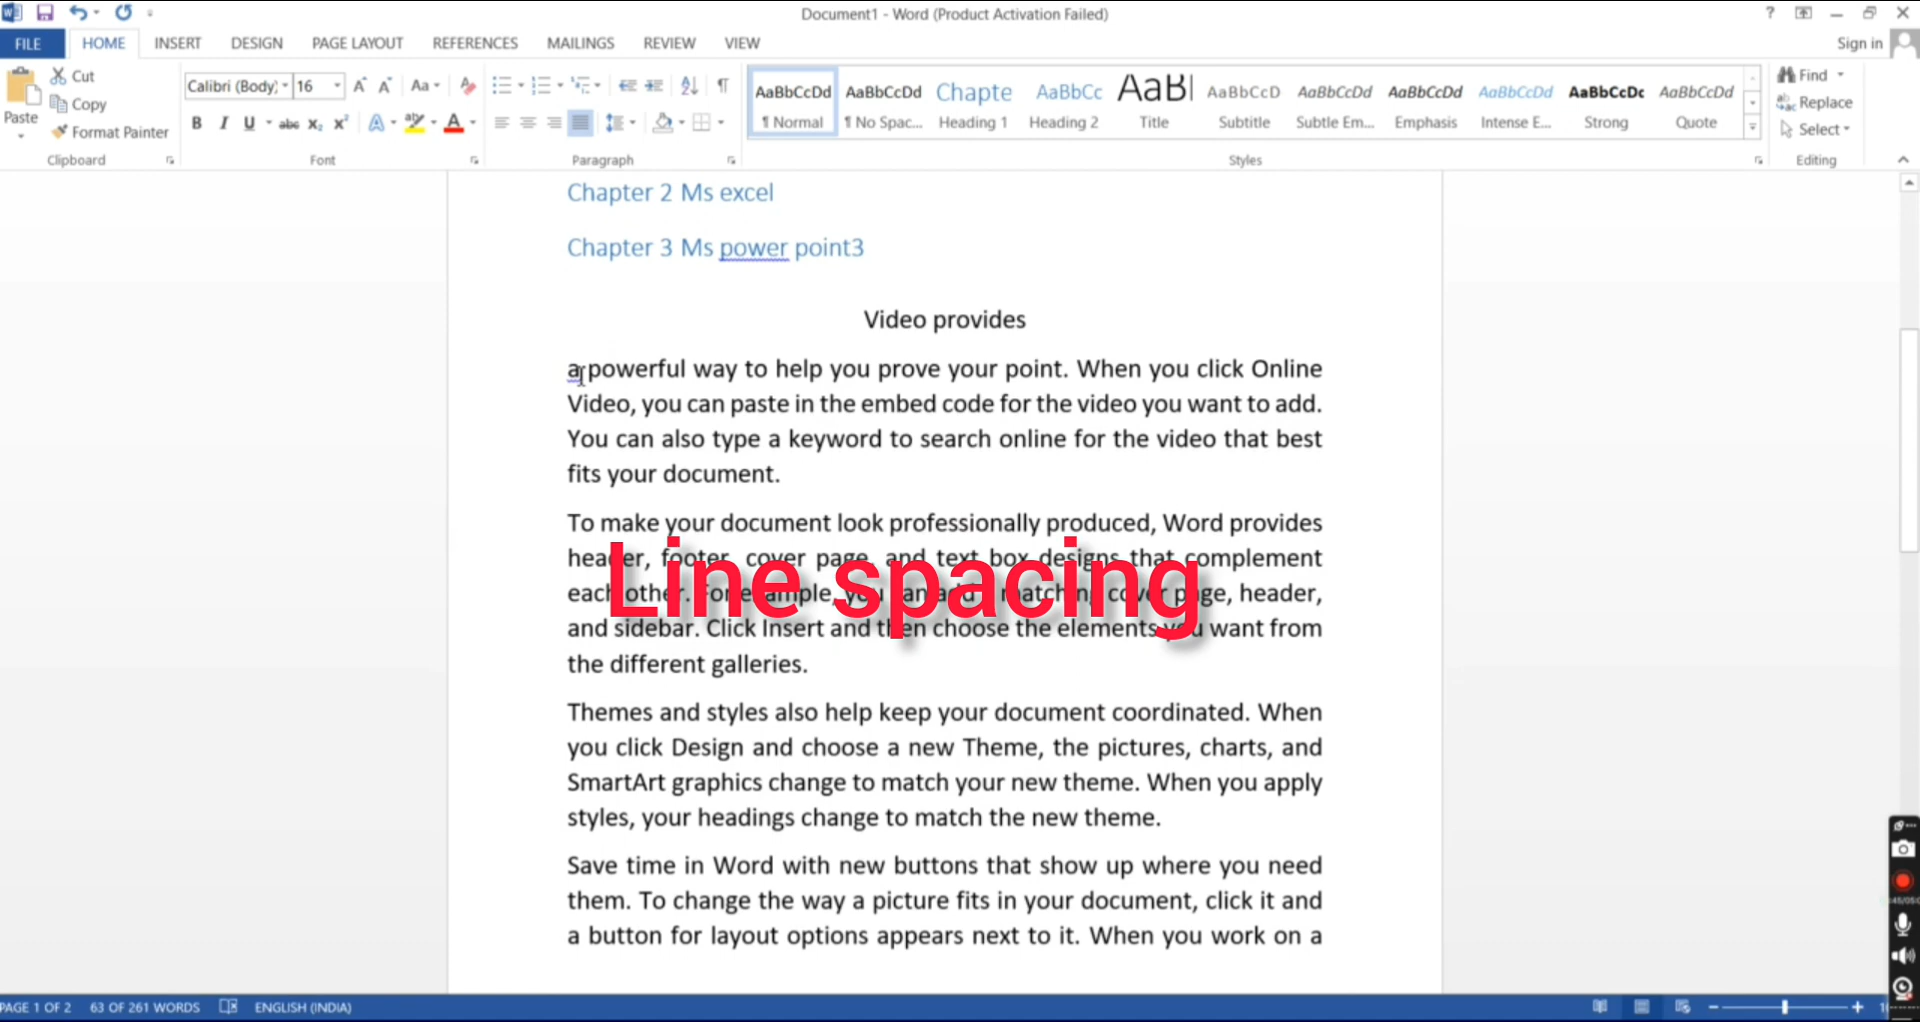 Document1 - Word (Product Activation Failed)
FILE HOME INSERT DESIGN PAGE LAYOUT REFERENCES MAILINGS REVIEW VIEW Sign in
Paste
Cut
Copy
Format Painter
Clipboard
Calibri (Body) 16
Font
Paragraph
AaBbCcDd AaBbCcDd Chapte AaBbCc AaB AaBbCcD AaBbCcDd AaBbCcDd AaBbCcDd AaBbCcDc AaBbCcDd
¶ Normal ¶ No Spac... Heading 1 Heading 2 Title Subtitle Subtle Em... Emphasis Intense E... Strong Quote
Styles
Find
Replace
Select
Editing
Chapter 2 Ms excel
Chapter 3 Ms power point3
Video provides
a powerful way to help you prove your point. When you click Online
Video, you can paste in the embed code for the video you want to add.
You can also type a keyword to search online for the video that best
fits your document.
To make your document look professionally produced, Word provides
header, footer, cover page, and text box designs that complement
each other. For example, you can add a matching cover page, header,
and sidebar. Click Insert and then choose the elements you want from
the different galleries.
Line spacing
Themes and styles also help keep your document coordinated. When
you click Design and choose a new Theme, the pictures, charts, and
SmartArt graphics change to match your new theme. When you apply
styles, your headings change to match the new theme.
Save time in Word with new buttons that show up where you need
them. To change the way a picture fits in your document, click it and
a button for layout options appears next to it. When you work on a
PAGE 1 OF 2 63 OF 261 WORDS ENGLISH (INDIA)